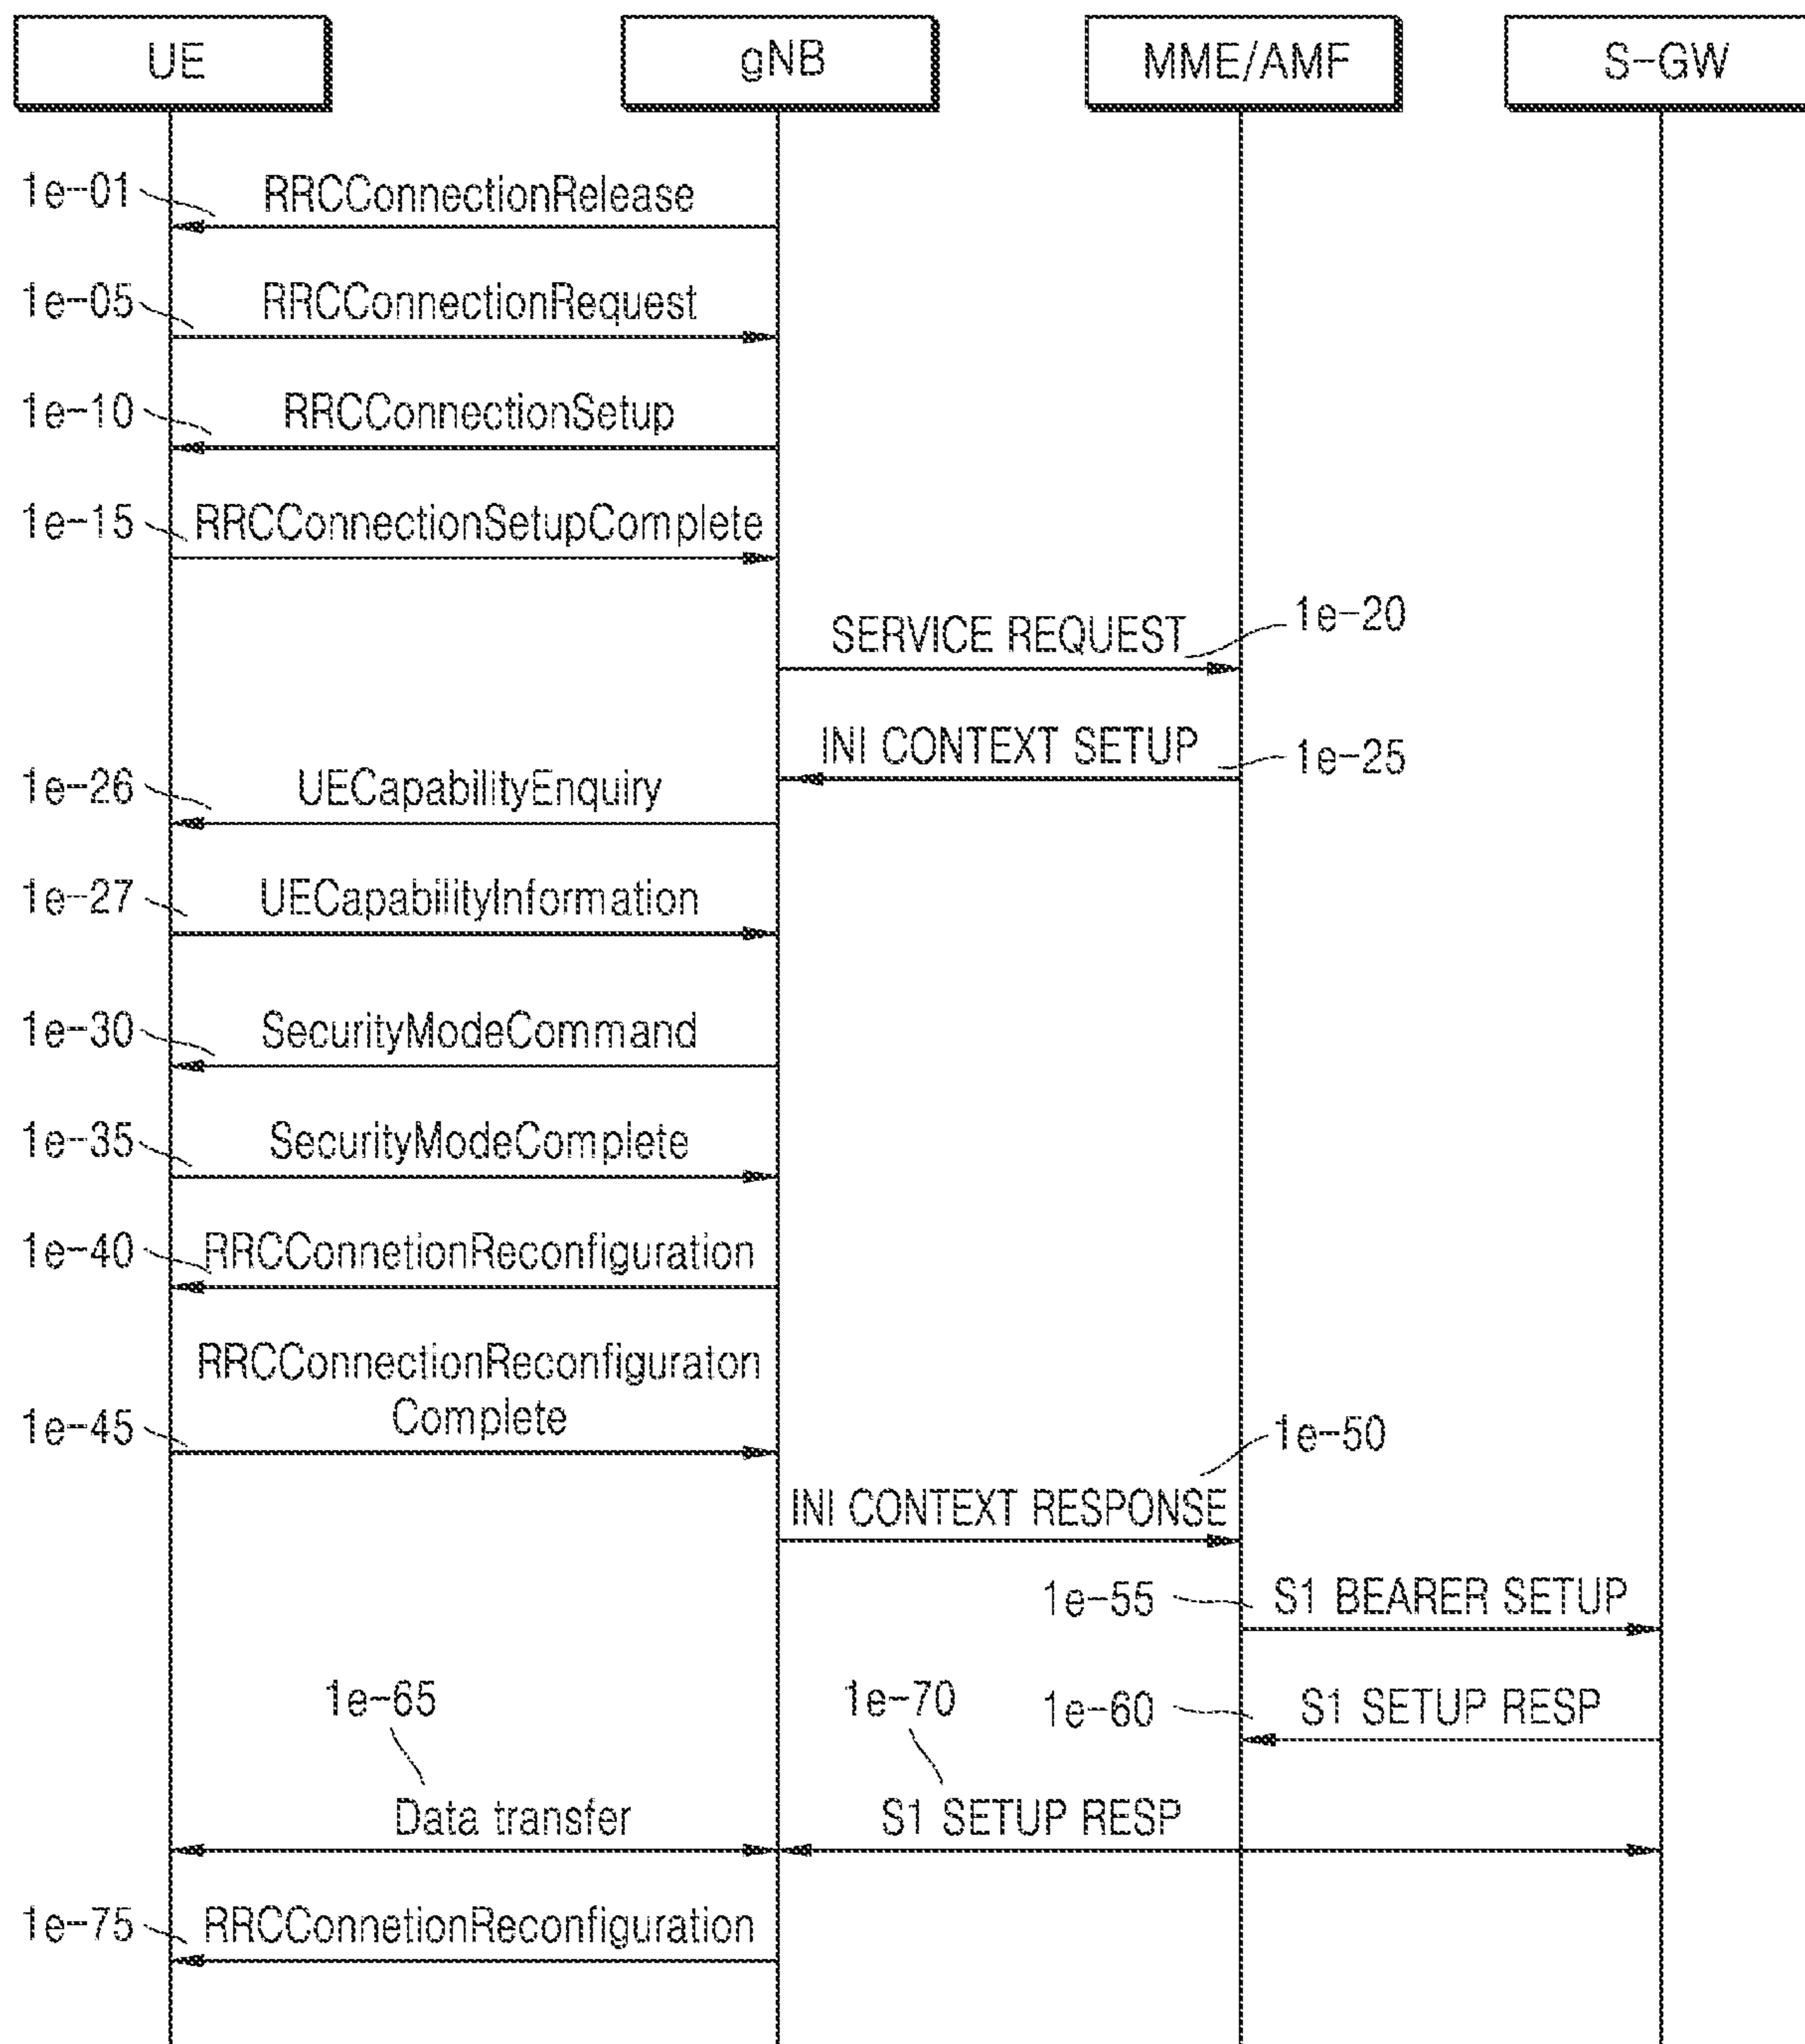 UE
gNB
MME/AMF
S-GW
1e-01
RRCConnectionRelease
1e-05
RRCConnectionRequest
1e-10
RRCConnectionSetup
1e-15
RRCConnectionSetupComplete
SERVICE REQUEST
1e-20
INI CONTEXT SETUP
1e-25
1e-26
UECapabilityEnquiry
1e-27
UECapabilityInformation
1e-30
SecurityModeCommand
1e-35
SecurityModeComplete
1e-40
RRCConnetionReconfiguration
RRCConnectionReconfiguraton
Complete
1e-45
1e-50
INI CONTEXT RESPONSE
1e-55
S1 BEARER SETUP
1e-65
1e-70
1e-60
S1 SETUP RESP
Data transfer
S1 SETUP RESP
1e-75
RRCConnetionReconfiguration